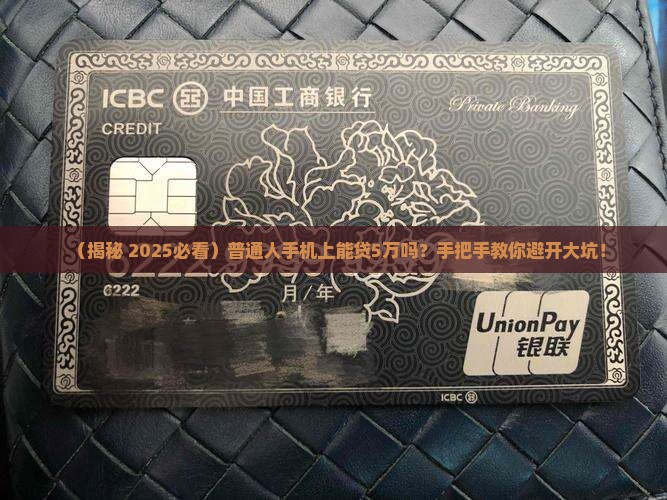 ICBC 中国工商银行
Private Banking
CREDIT
（揭秘 2025必看）普通人手机上能贷5万吗？手把手教你避开大坑！
6222
月/年
UnionPay
银联
ICBC